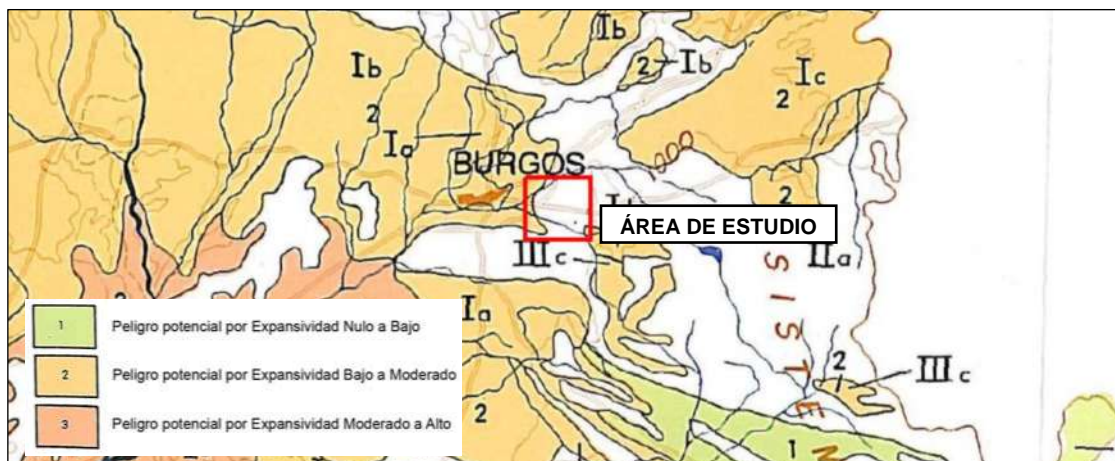 Ib
Ib
2
Ib
Ic
2
2
Ia
BURGOS
2
ÁREA DE ESTUDIO
IIIc
IIa
SISTE
Ia
2
IIIc
2
1
1 Peligro potencial por Expansividad Nulo a Bajo
2 Peligro potencial por Expansividad Bajo a Moderado
3 Peligro potencial por Expansividad Moderado a Alto